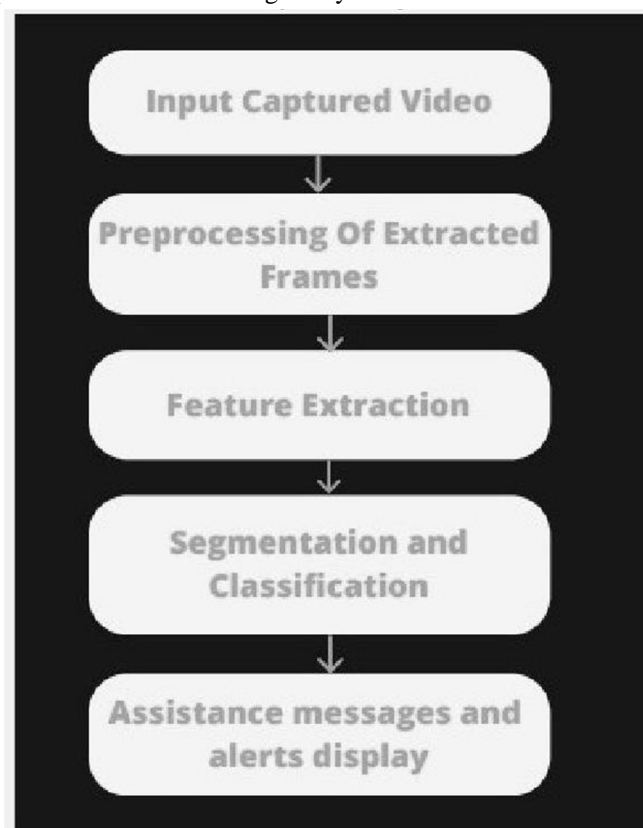 Input Captured Video
Preprocessing Of Extracted
Frames
Feature Extraction
Segmentation and
Classification
Assistance messages and
alerts display